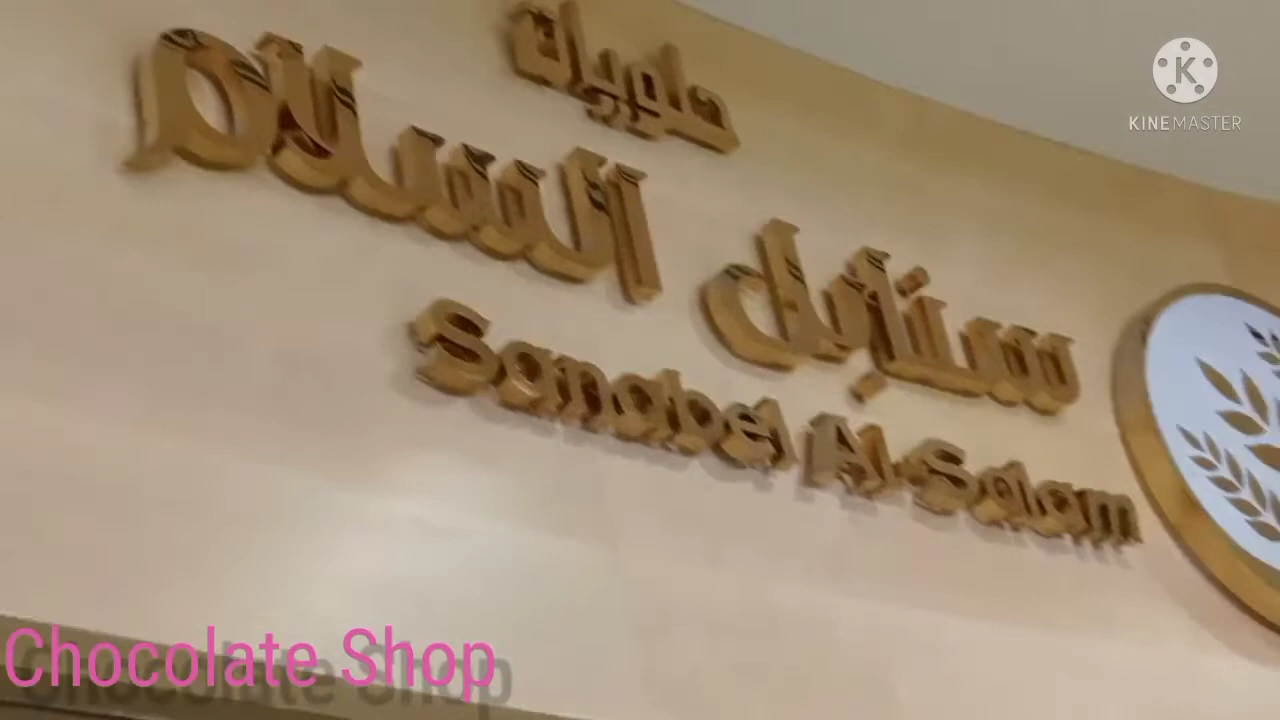 حلويات
سنابل السلام
Sanabel Al-Salam
K
KINEMASTER
Chocolate Shop